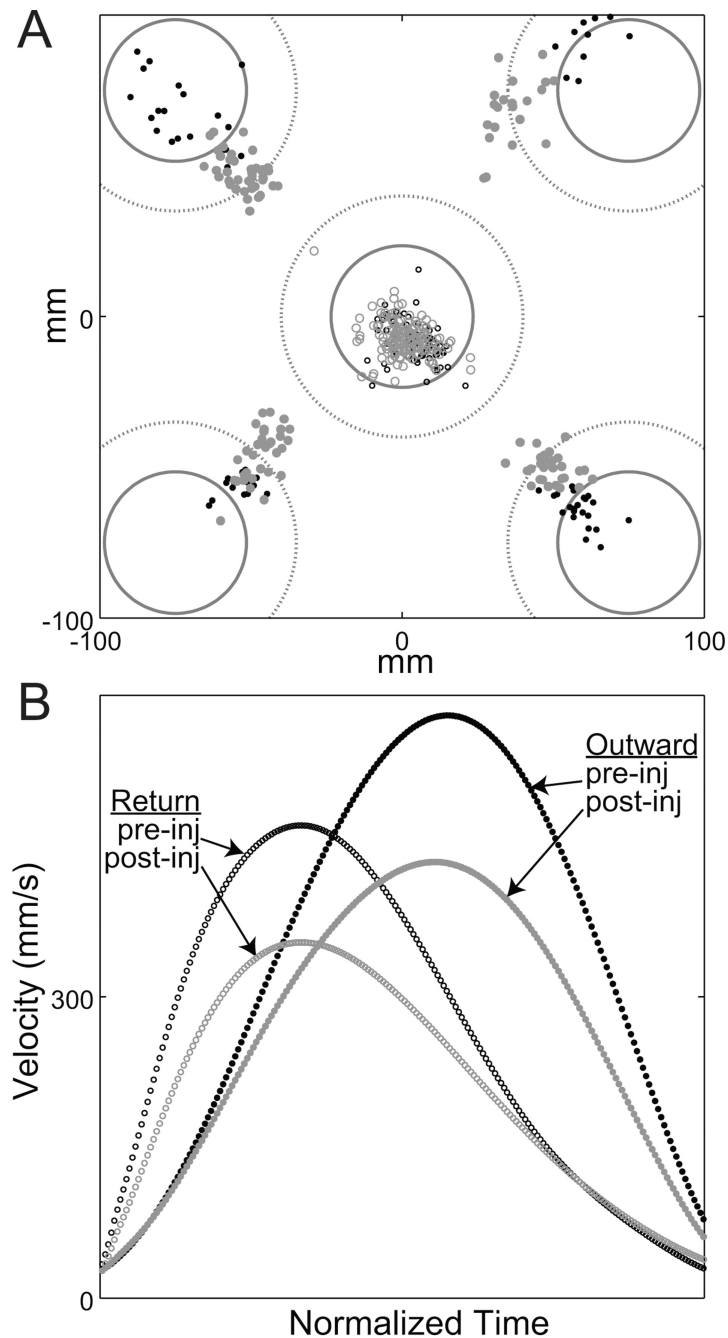 A
mm
0
-100
-100
0
100
mm
B
Outward
pre-inj
post-inj
Return
pre-inj
post-inj
Velocity (mm/s)
300
0
Normalized Time